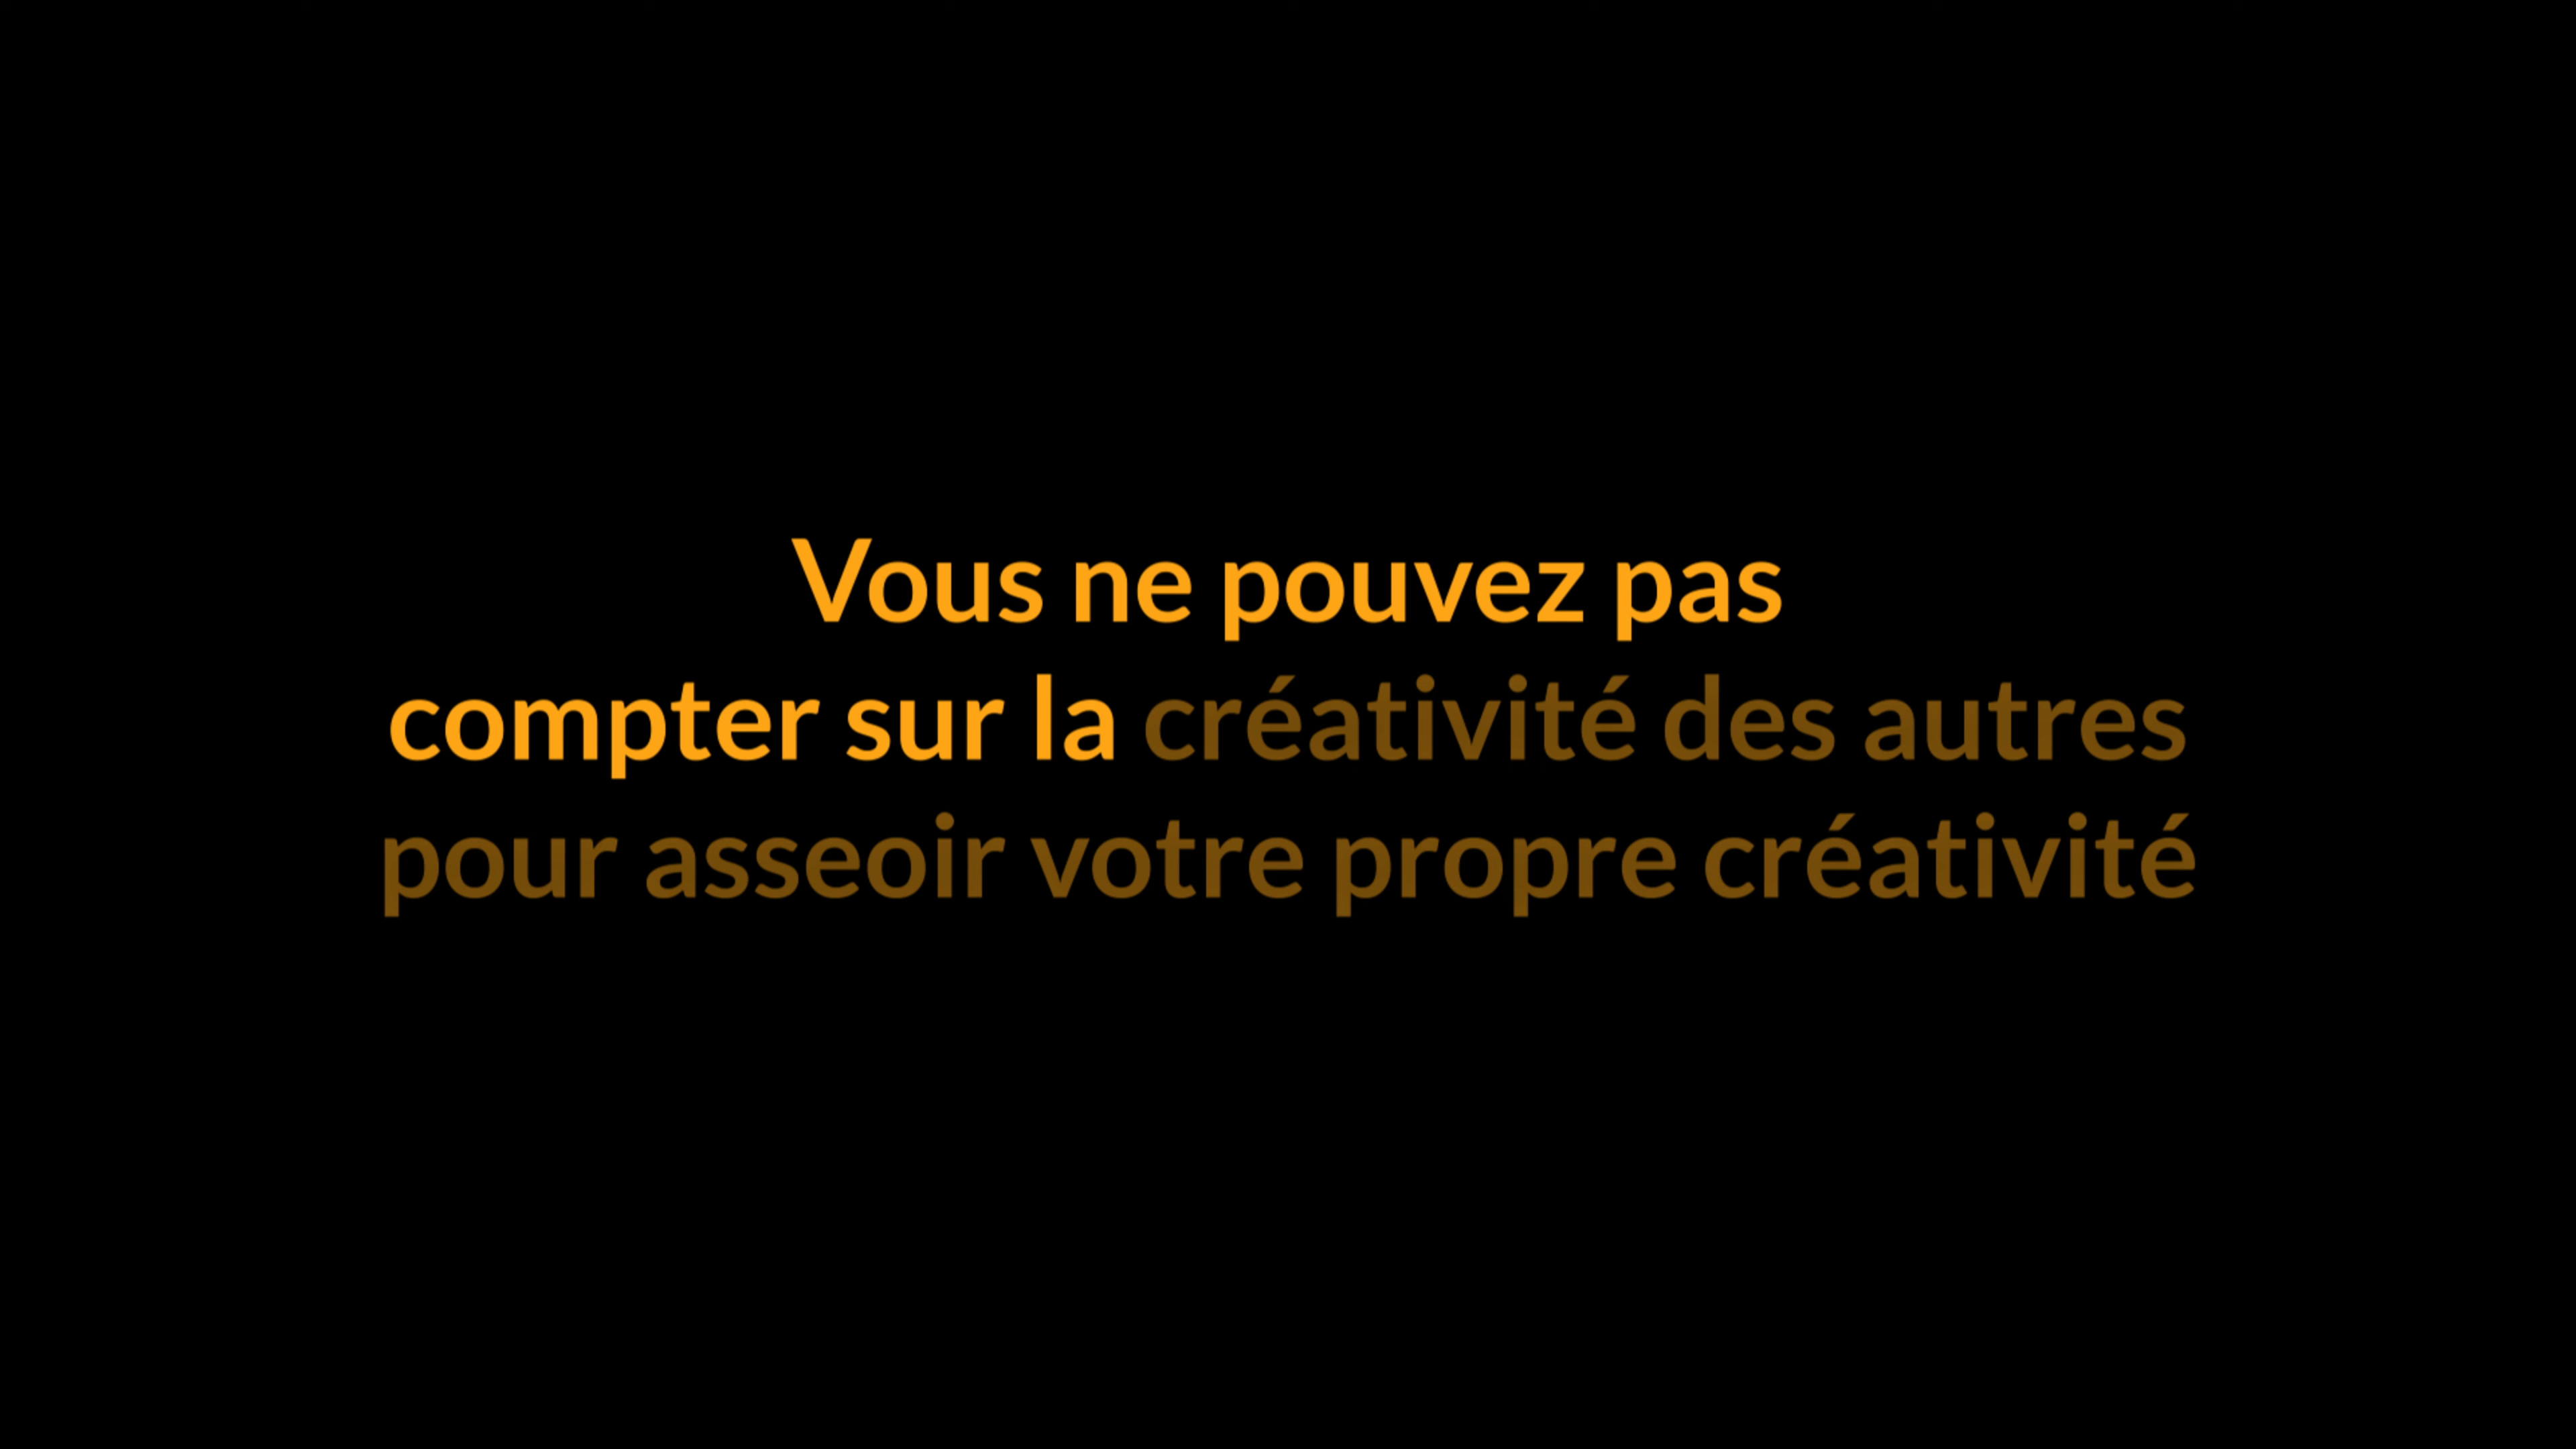 Vous ne pouvez pas
compter sur la créativité des autres
pour asseoir votre propre créativité